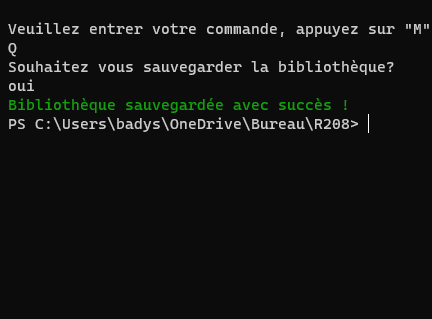 Veuillez entrer votre commande, appuyez sur "M"
Q
Souhaitez vous sauvegarder la bibliothèque?
oui
Bibliothèque sauvegardée avec succès !
PS C:\Users\badys\OneDrive\Bureau\R208>